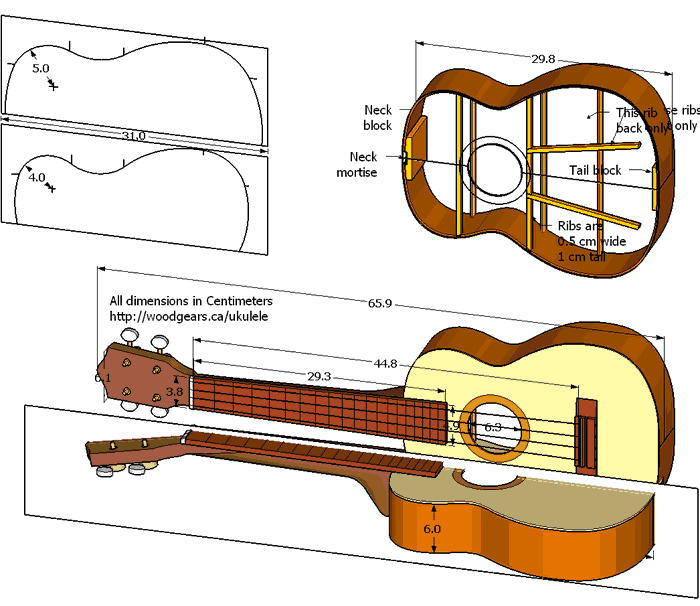 5.0
31.0
4.0
29.8
Neck
block
Neck
mortise
This rib
back only
se ribs
t only
Tail block
Ribs are
0.5 cm wide
1 cm tall
All dimensions in Centimeters
http://woodgears.ca/ukulele
65.9
44.8
29.3
6.1
3.8
.9
6.3
6.0